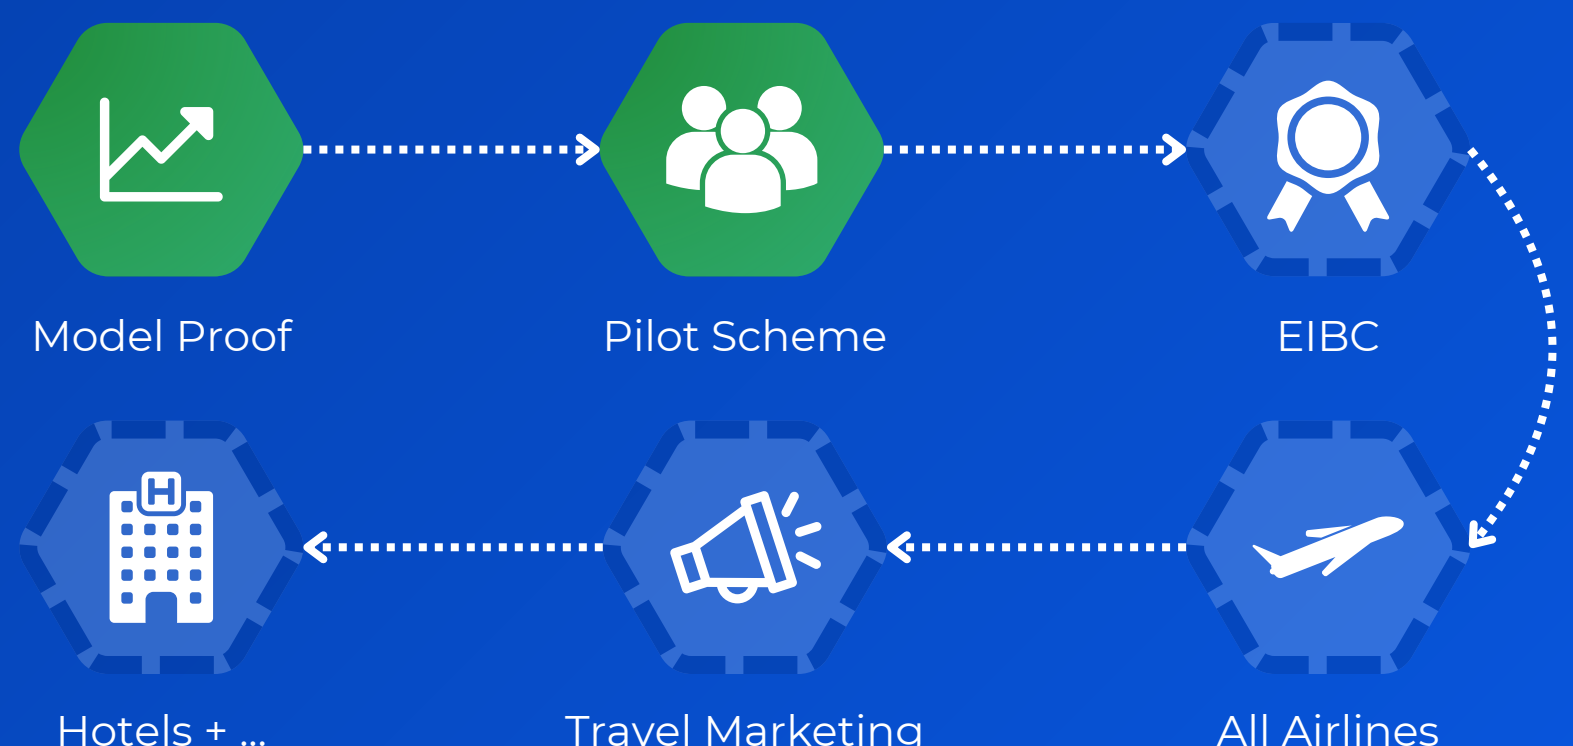 Model Proof
Pilot Scheme
EIBC
H
Hotels + ...
Travel Marketing
All Airlines